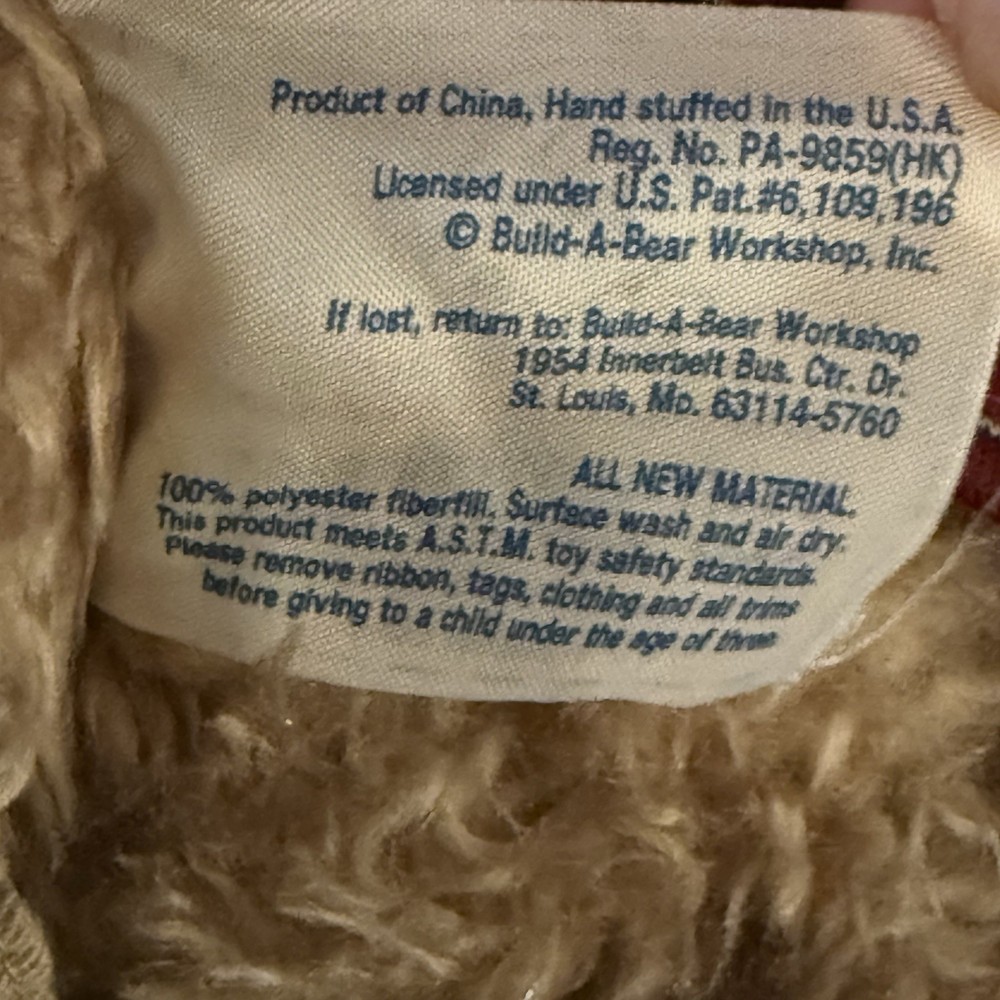 Product of China, Hand stuffed in the U.S.A.
Reg. No. PA-9859(HK)
Licensed under U.S. Pat.#6,109,196
© Build-A-Bear Workshop, Inc.
If lost, return to: Build-A-Bear Workshop
1954 Innerbelt Bus. Ctr. Dr.
St. Louis, Mo. 63114-5760
ALL NEW MATERIAL.
100% polyester fiberfill. Surface wash and air dry.
This product meets A.S.T.M. toy safety standards.
Please remove ribbon, tags, clothing and all trims
before giving to a child under the age of three